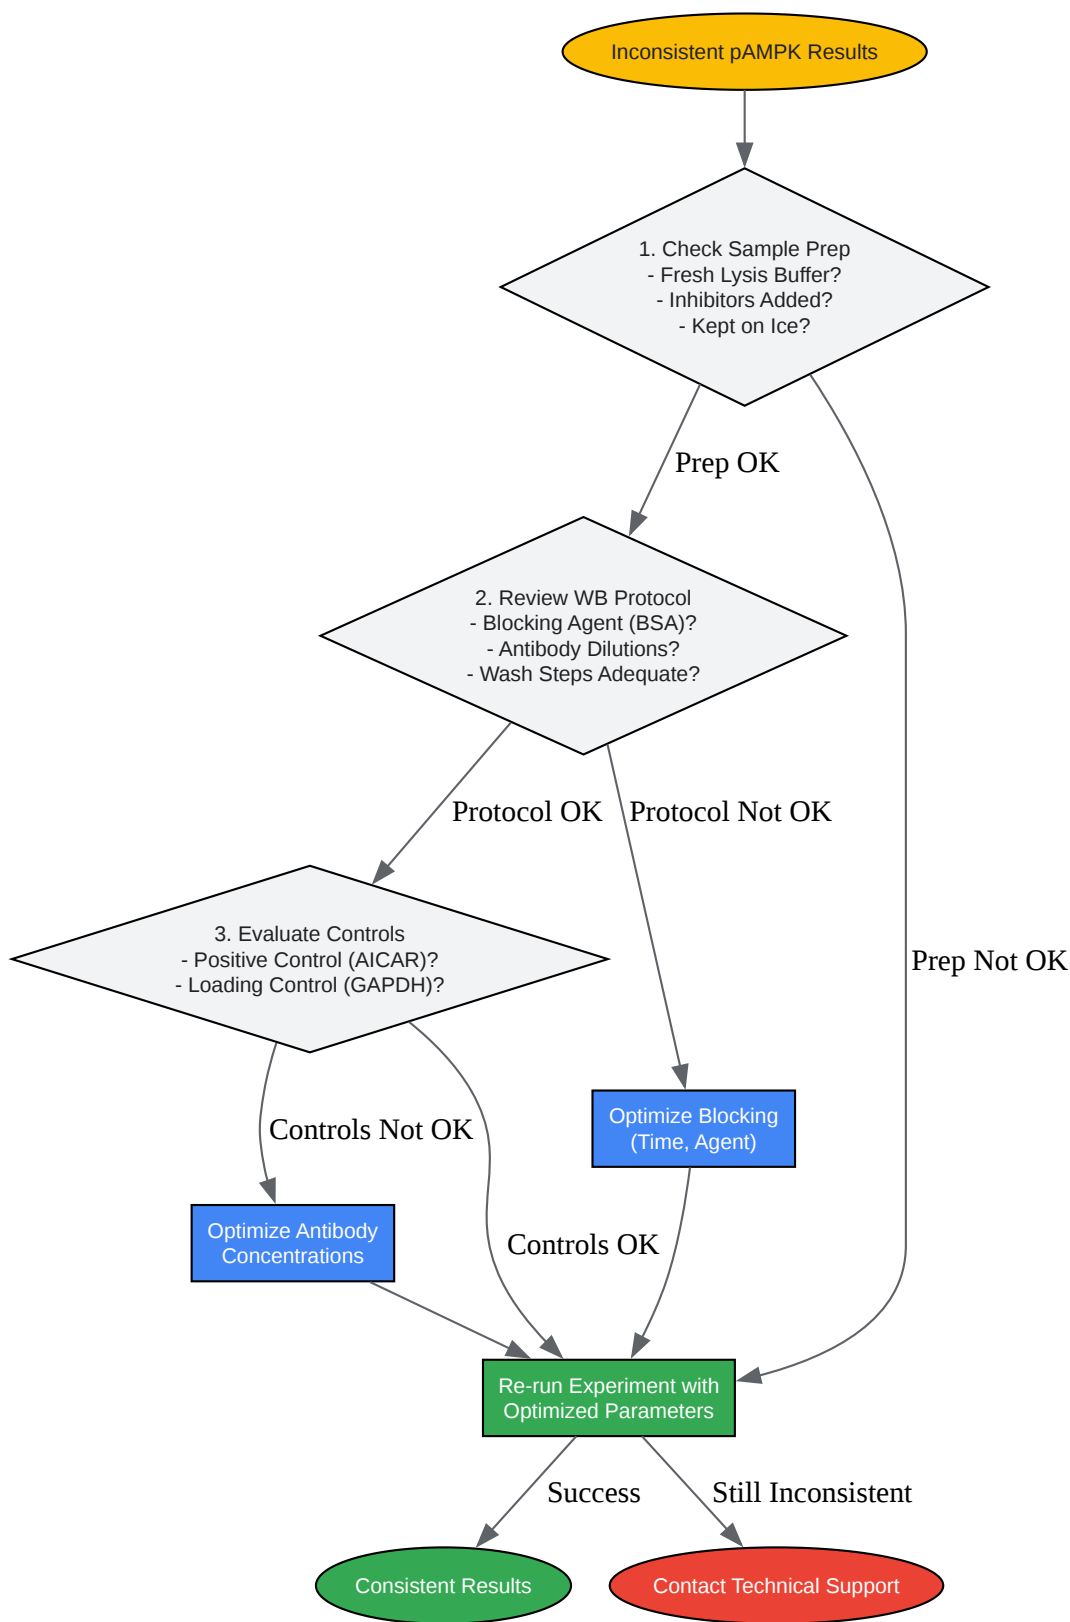 Inconsistent pAMPK Results
1. Check Sample Prep
- Fresh Lysis Buffer?
- Inhibitors Added?
- Kept on Ice?
Prep OK
2. Review WB Protocol
- Blocking Agent (BSA)?
- Antibody Dilutions?
- Wash Steps Adequate?
Protocol OK
Protocol Not OK
3. Evaluate Controls
- Positive Control (AICAR)?
- Loading Control (GAPDH)?
Prep Not OK
Controls Not OK
Optimize Blocking
(Time, Agent)
Optimize Antibody
Concentrations
Controls OK
Re-run Experiment with
Optimized Parameters
Success
Still Inconsistent
Consistent Results
Contact Technical Support